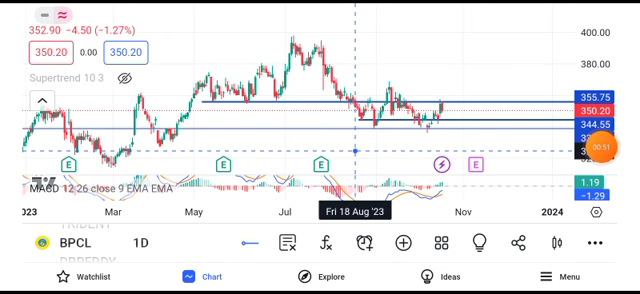 400.00
352.90 −4.50 (−1.27%)
350.20 0.00 350.20
380.00
Supertrend 10 3
360
355.75
350.20
344.55
00:51
E E E E
MACD 12 26 close 9 EMA EMA
1.19
−1.29
2023 Mar May Jul Fri 18 Aug '23 Nov 2024
BPCL 1D
Watchlist Chart Explore Ideas Menu